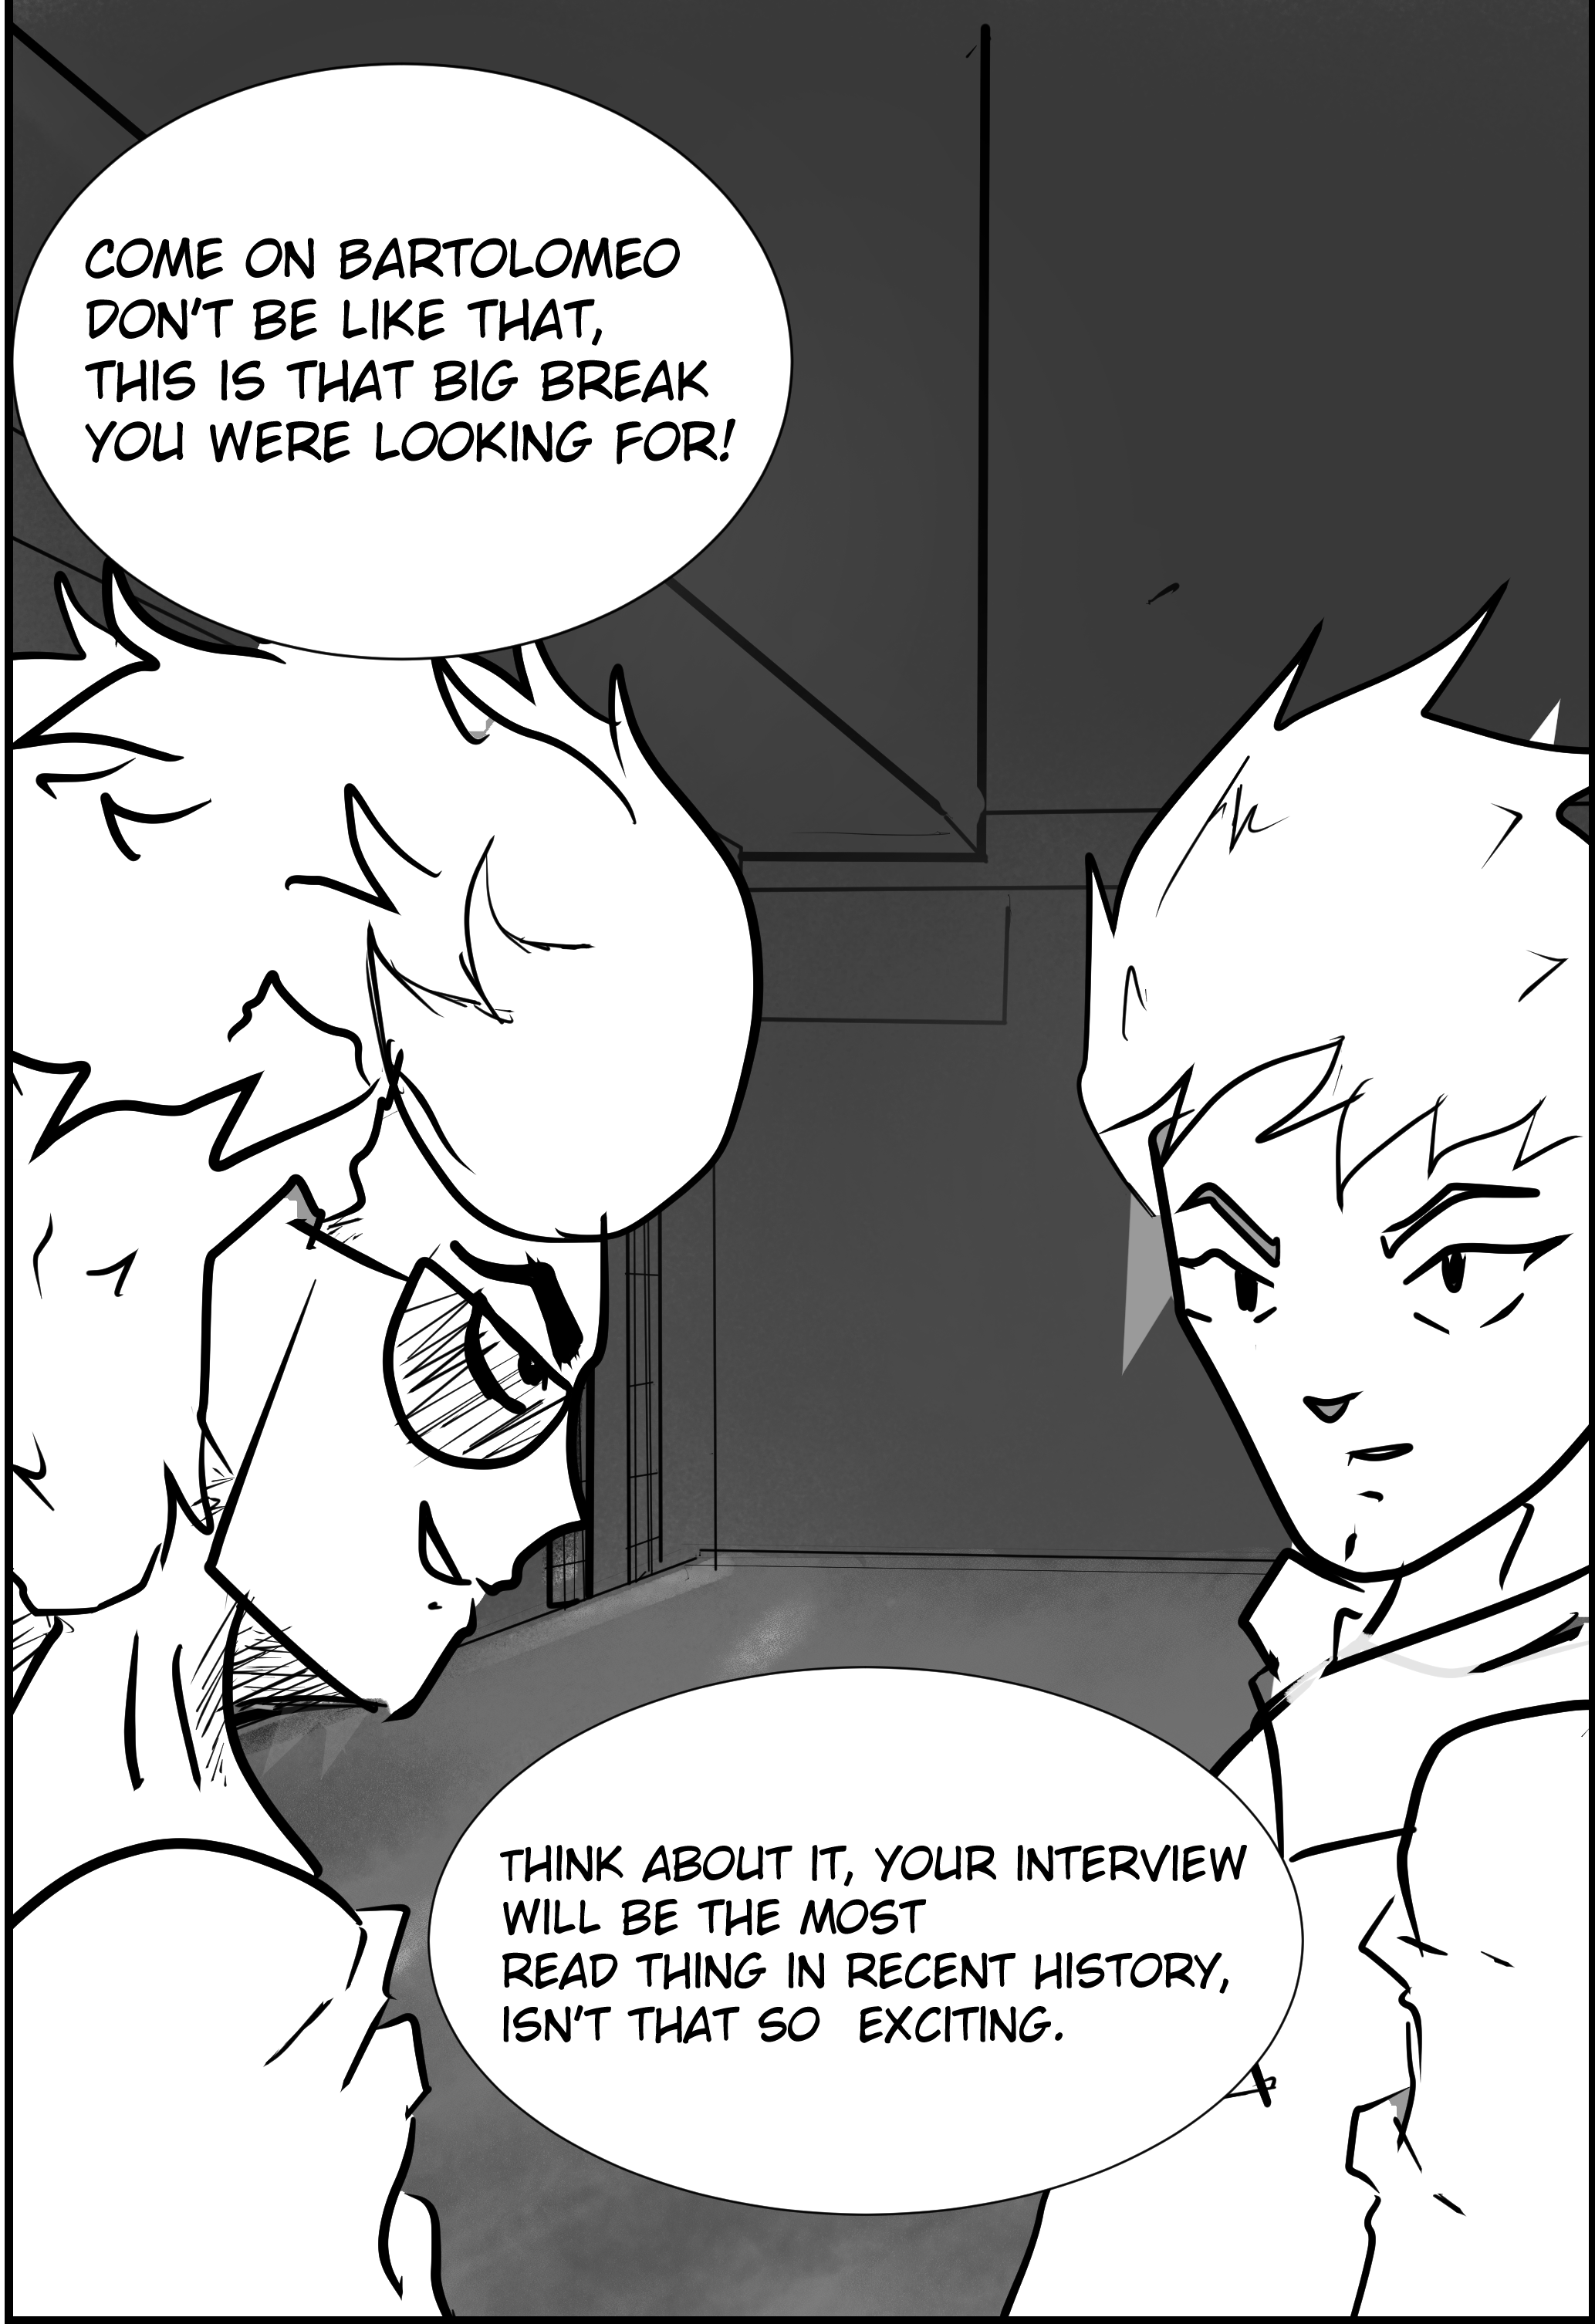 COME ON BARTOLOMEO
DON'T BE LIKE THAT,
THIS IS THAT BIG BREAK
YOU WERE LOOKING FOR!
THINK ABOUT IT, YOUR INTERVIEW
WILL BE THE MOST
READ THING IN RECENT HISTORY,
ISN'T THAT SO  EXCITING.